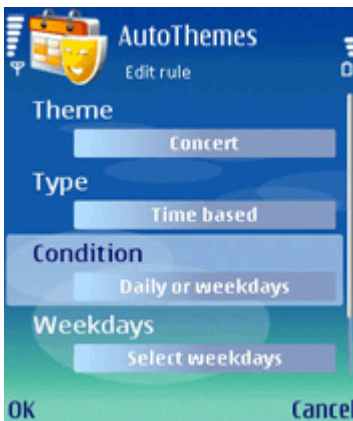 AutoThemes
Edit rule
Theme
Concert
Type
Time based
Condition
Daily or weekdays
Weekdays
Select weekdays
OK Cancel